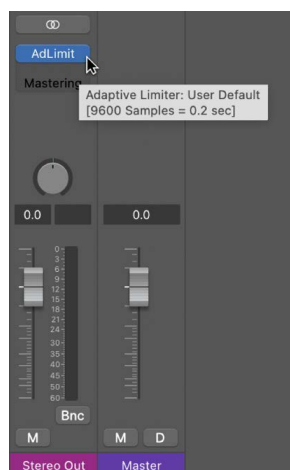 AdLimit
Mastering
Adaptive Limiter: User Default
[9600 Samples = 0.2 sec]
0.0
0.0
0
3
6
9
12
15
18
21
24
30
35
40
45
50
60
Bnc
M
M D
Stereo Out
Master